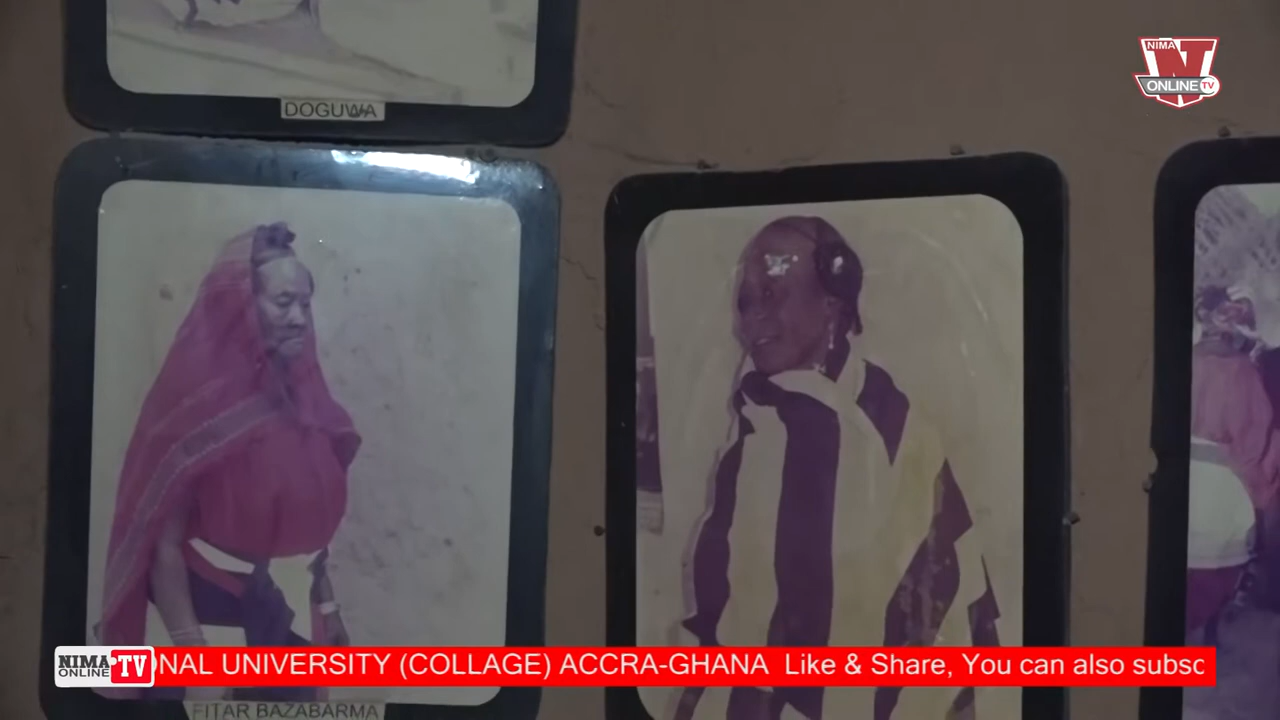 NIMA
N
ONLINE TV
DOGUWA
NIMA
ONLINE
TV
ONAL UNIVERSITY (COLLAGE) ACCRA-GHANA Like & Share, You can also subsc
FITAR BAZABARMA